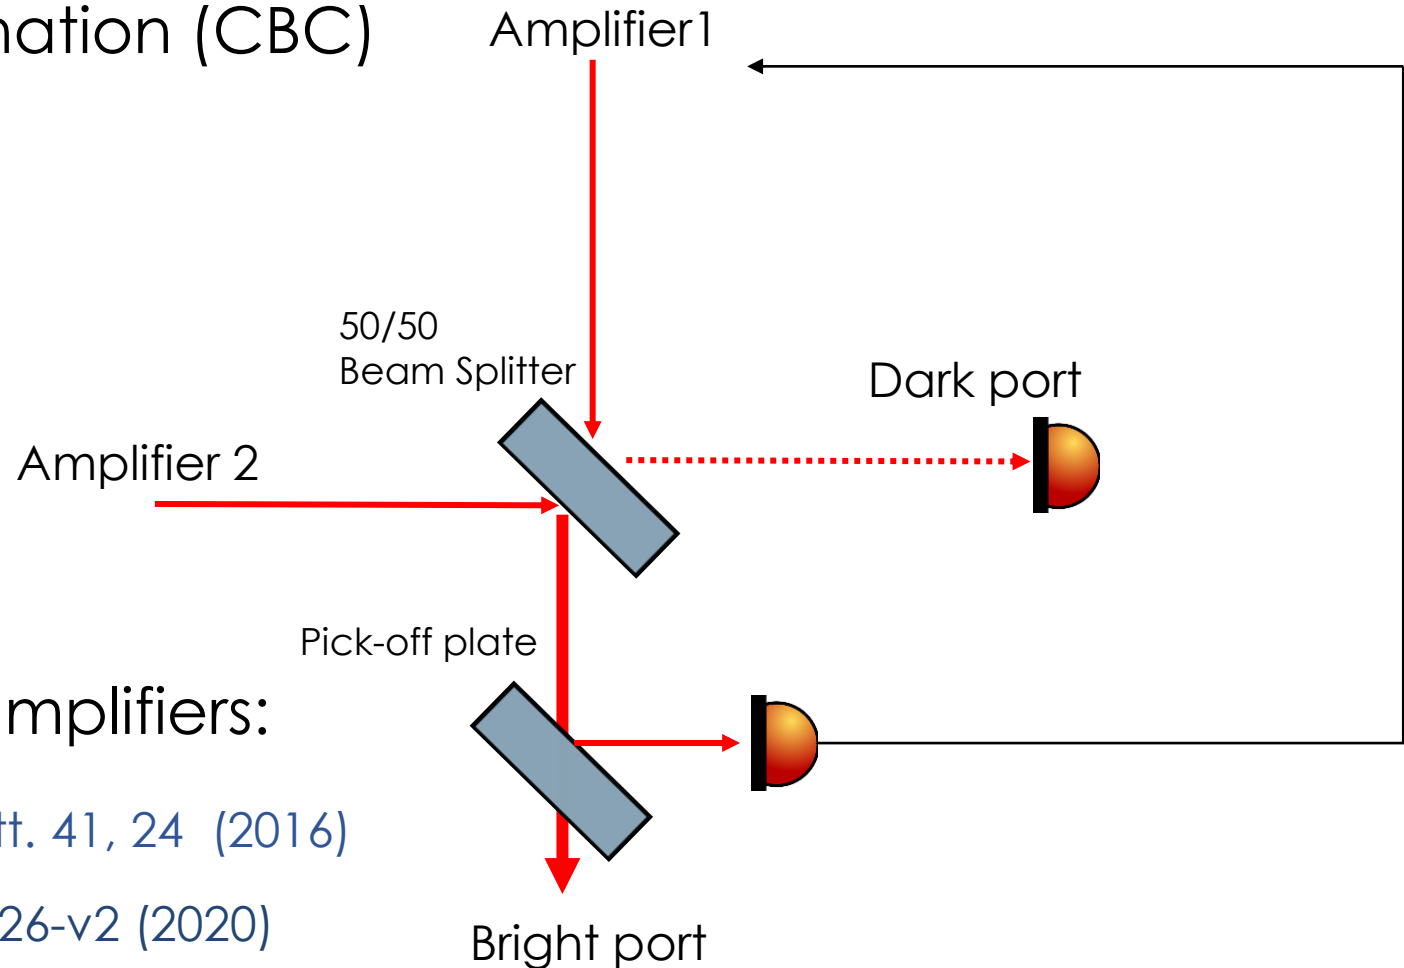 nation (CBC)
Amplifier1
50/50
Beam Splitter
Dark port
Amplifier 2
Pick-off plate
mplifiers:
tt. 41, 24 (2016)
26-v2 (2020)
Bright port